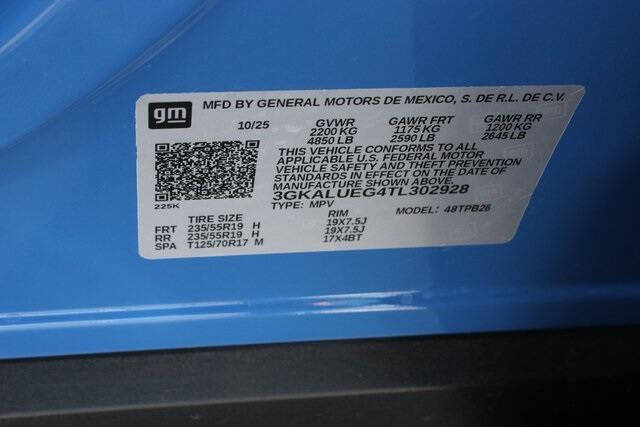 gm MFD BY GENERAL MOTORS DE MEXICO, S. DE R.L. DE C.V.
10/25 GVWR GAWR FRT GAWR RR
2200 KG 1175 KG 1200 KG
4850 LB 2590 LB 2645 LB
THIS VEHICLE CONFORMS TO ALL
APPLICABLE U.S. FEDERAL MOTOR
VEHICLE SAFETY AND THEFT PREVENTION
STANDARDS IN EFFECT ON THE DATE OF
MANUFACTURE SHOWN ABOVE.
3GKALUEG4TL302928
225K TYPE: MPV MODEL: 48TPB26
TIRE SIZE RIM
FRT 235/55R19 H 19X7.5J
RR 235/55R19 H 19X7.5J
SPA T125/70R17 M 17X4BT